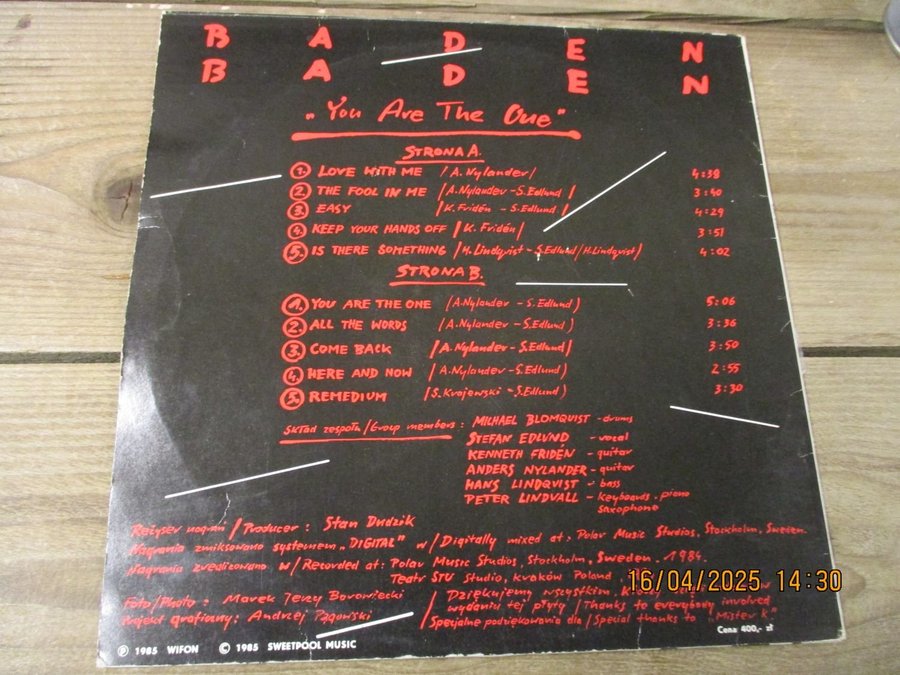 BADEN
BADEN
„You Are The One"
STRONA A.
1. LOVE WITH ME /A.Nylander/ 4:38
2. THE FOOL IN ME /A.Nylander - S.Edlund/ 3:40
3. EASY /K.Fridén - S.Edlund/ 4:29
4. KEEP YOUR HANDS OFF /K.Fridén/ 3:51
5. IS THERE SOMETHING /H.Lindqvist - S.Edlund/H.Lindqvist/ 4:02
STRONA B.
1. YOU ARE THE ONE /A.Nylander - S.Edlund) 5:06
2. ALL THE WORDS /A.Nylander - S.Edlund) 3:36
3. COME BACK /A.Nylander - S.Edlund/ 3:50
4. HERE AND NOW /A.Nylander - S.Edlund) 2:55
5. REMEDIUM /S.Krajewski - S.Edlund) 3:30
Skład zespołu/Group members: MICHAEL BLOMQUIST - drums
STEFAN EDLUND - vocal
KENNETH FRIDÉN - guitar
ANDERS NYLANDER - guitar
HANS LINDQVIST - bass
PETER LINDVALL - keyboards, piano
saxophone
Reżyser nagrań/Producer: Stan Dudzik
Nagrania zmiksowano systemem „DIGITAL" w/Digitally mixed at: Polar Music Studios, Stockholm, Sweden.
Nagrania zrealizowano w/Recorded at: Polar Music Studios, Stockholm, Sweden. 1984.
Teatr STU Studio, Kraków Poland
16/04/2025 14:30
Foto/Photo: Marek Jerzy Borowiecki / Dziękujemy wszystkim,
Projekt graficzny: Andrzej Pągowski / wydaniu tej płyty/Thanks to everybody involved
/ Specjalne podziękowania dla/Special thanks to „Mister K".
Cena 400,- zł
Ⓟ 1985 WIFON © 1985 SWEETPOOL MUSIC